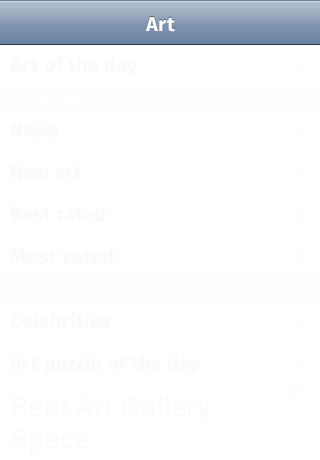 Art
Art of the day
News
New art
Best rated
Most voted
Celebrities
Art puzzle of the day
Rent Art Gallery
Space